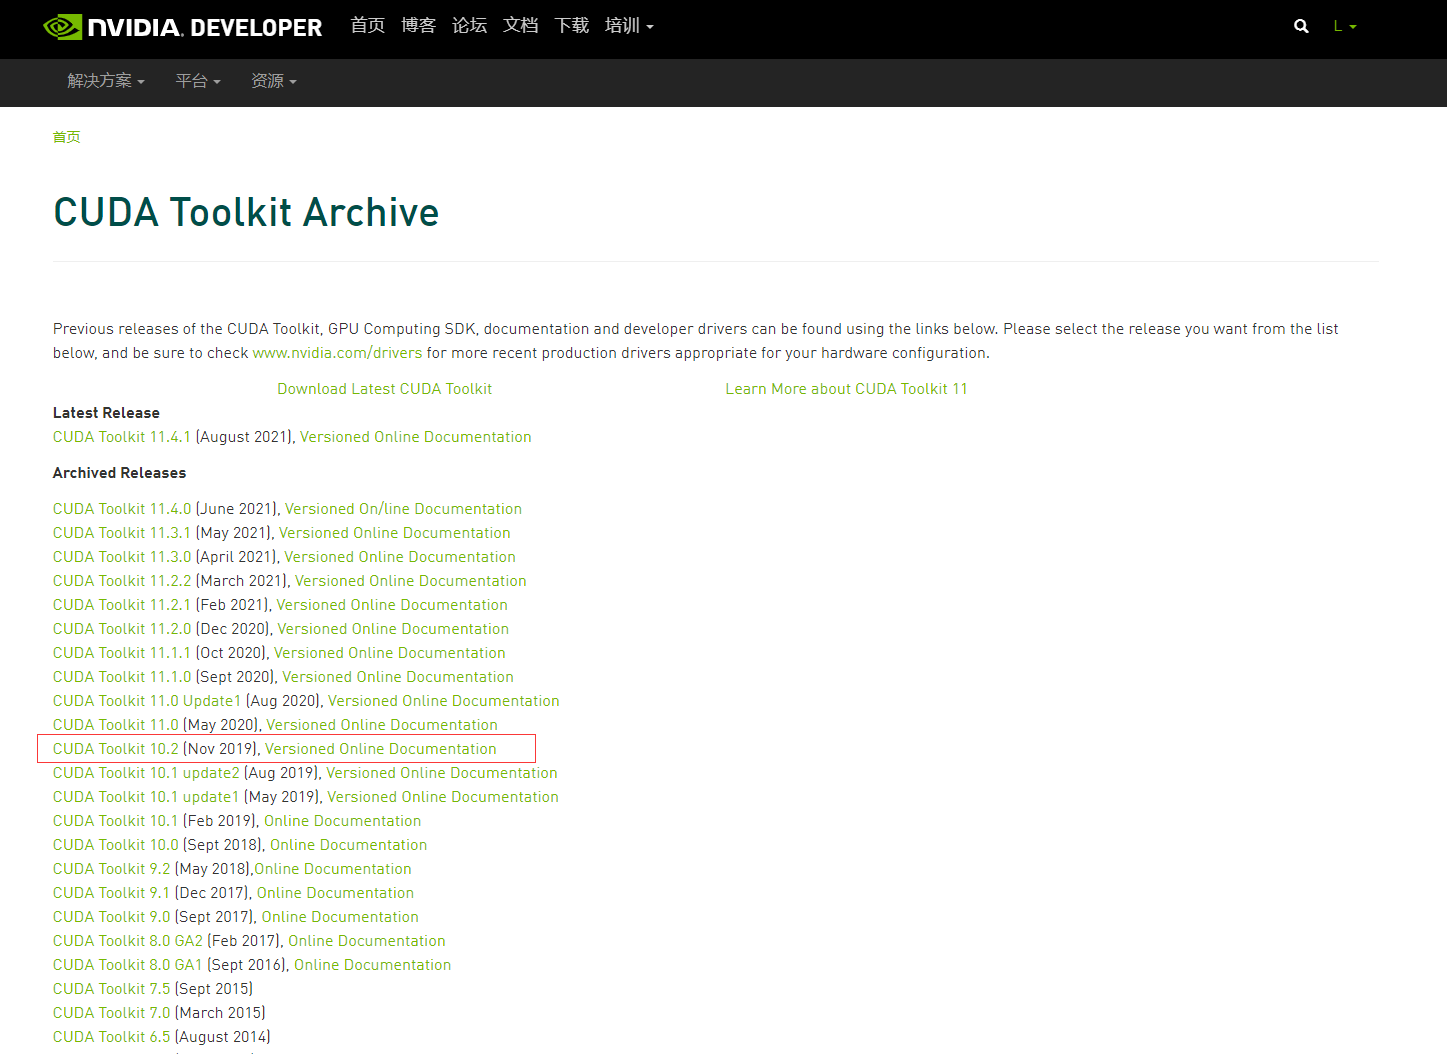 NVIDIA. DEVELOPER 首页 博客 论坛 文档 下载 培训 L
解决方案 平台 资源
首页
CUDA Toolkit Archive
Previous releases of the CUDA Toolkit, GPU Computing SDK, documentation and developer drivers can be found using the links below. Please select the release you want from the list
below, and be sure to check www.nvidia.com/drivers for more recent production drivers appropriate for your hardware configuration.
Download Latest CUDA Toolkit Learn More about CUDA Toolkit 11
Latest Release
CUDA Toolkit 11.4.1 (August 2021), Versioned Online Documentation
Archived Releases
CUDA Toolkit 11.4.0 (June 2021), Versioned On/line Documentation
CUDA Toolkit 11.3.1 (May 2021), Versioned Online Documentation
CUDA Toolkit 11.3.0 (April 2021), Versioned Online Documentation
CUDA Toolkit 11.2.2 (March 2021), Versioned Online Documentation
CUDA Toolkit 11.2.1 (Feb 2021), Versioned Online Documentation
CUDA Toolkit 11.2.0 (Dec 2020), Versioned Online Documentation
CUDA Toolkit 11.1.1 (Oct 2020), Versioned Online Documentation
CUDA Toolkit 11.1.0 (Sept 2020), Versioned Online Documentation
CUDA Toolkit 11.0 Update1 (Aug 2020), Versioned Online Documentation
CUDA Toolkit 11.0 (May 2020), Versioned Online Documentation
CUDA Toolkit 10.2 (Nov 2019), Versioned Online Documentation
CUDA Toolkit 10.1 update2 (Aug 2019), Versioned Online Documentation
CUDA Toolkit 10.1 update1 (May 2019), Versioned Online Documentation
CUDA Toolkit 10.1 (Feb 2019), Online Documentation
CUDA Toolkit 10.0 (Sept 2018), Online Documentation
CUDA Toolkit 9.2 (May 2018),Online Documentation
CUDA Toolkit 9.1 (Dec 2017), Online Documentation
CUDA Toolkit 9.0 (Sept 2017), Online Documentation
CUDA Toolkit 8.0 GA2 (Feb 2017), Online Documentation
CUDA Toolkit 8.0 GA1 (Sept 2016), Online Documentation
CUDA Toolkit 7.5 (Sept 2015)
CUDA Toolkit 7.0 (March 2015)
CUDA Toolkit 6.5 (August 2014)